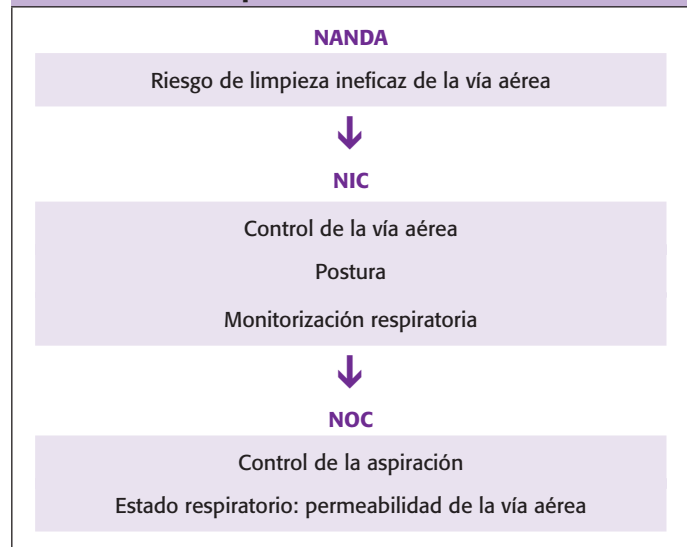 NANDA
Riesgo de limpieza ineficaz de la vía aérea
NIC
Control de la vía aérea
Postura
Monitorización respiratoria
NOC
Control de la aspiración
Estado respiratorio: permeabilidad de la vía aérea